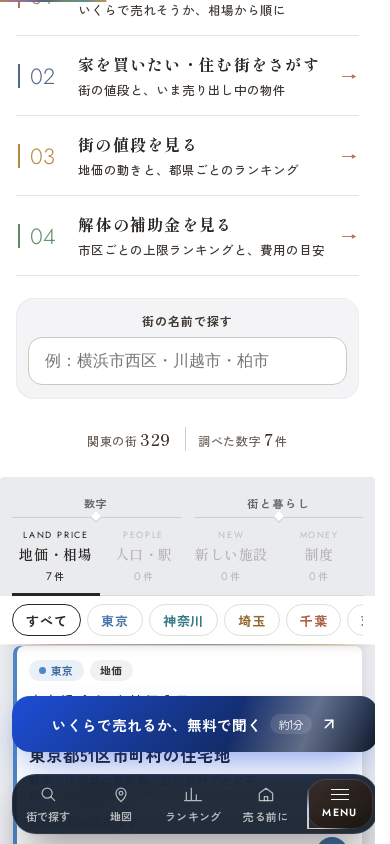 いくらで売れそうか、相場から順に
02
家を買いたい・住む街をさがす
街の値段と、いま売り出し中の物件
→
03
街の値段を見る
地価の動きと、都県ごとのランキング
→
04
解体の補助金を見る
市区ごとの上限ランキングと、費用の目安
→
街の名前で探す
例：横浜市西区・川越市・柏市
関東の街 329 調べた数字 7件
数字 街と暮らし
LAND PRICE PEOPLE NEW MONEY
地価・相場 人口・駅 新しい施設 制度
7件 0件 0件 0件
すべて 東京 神奈川 埼玉 千葉
東京 地価
いくらで売れるか、無料で聞く 約1分
東京都51区市町村の住宅地
街で探す 地図 ランキング 売る前に MENU